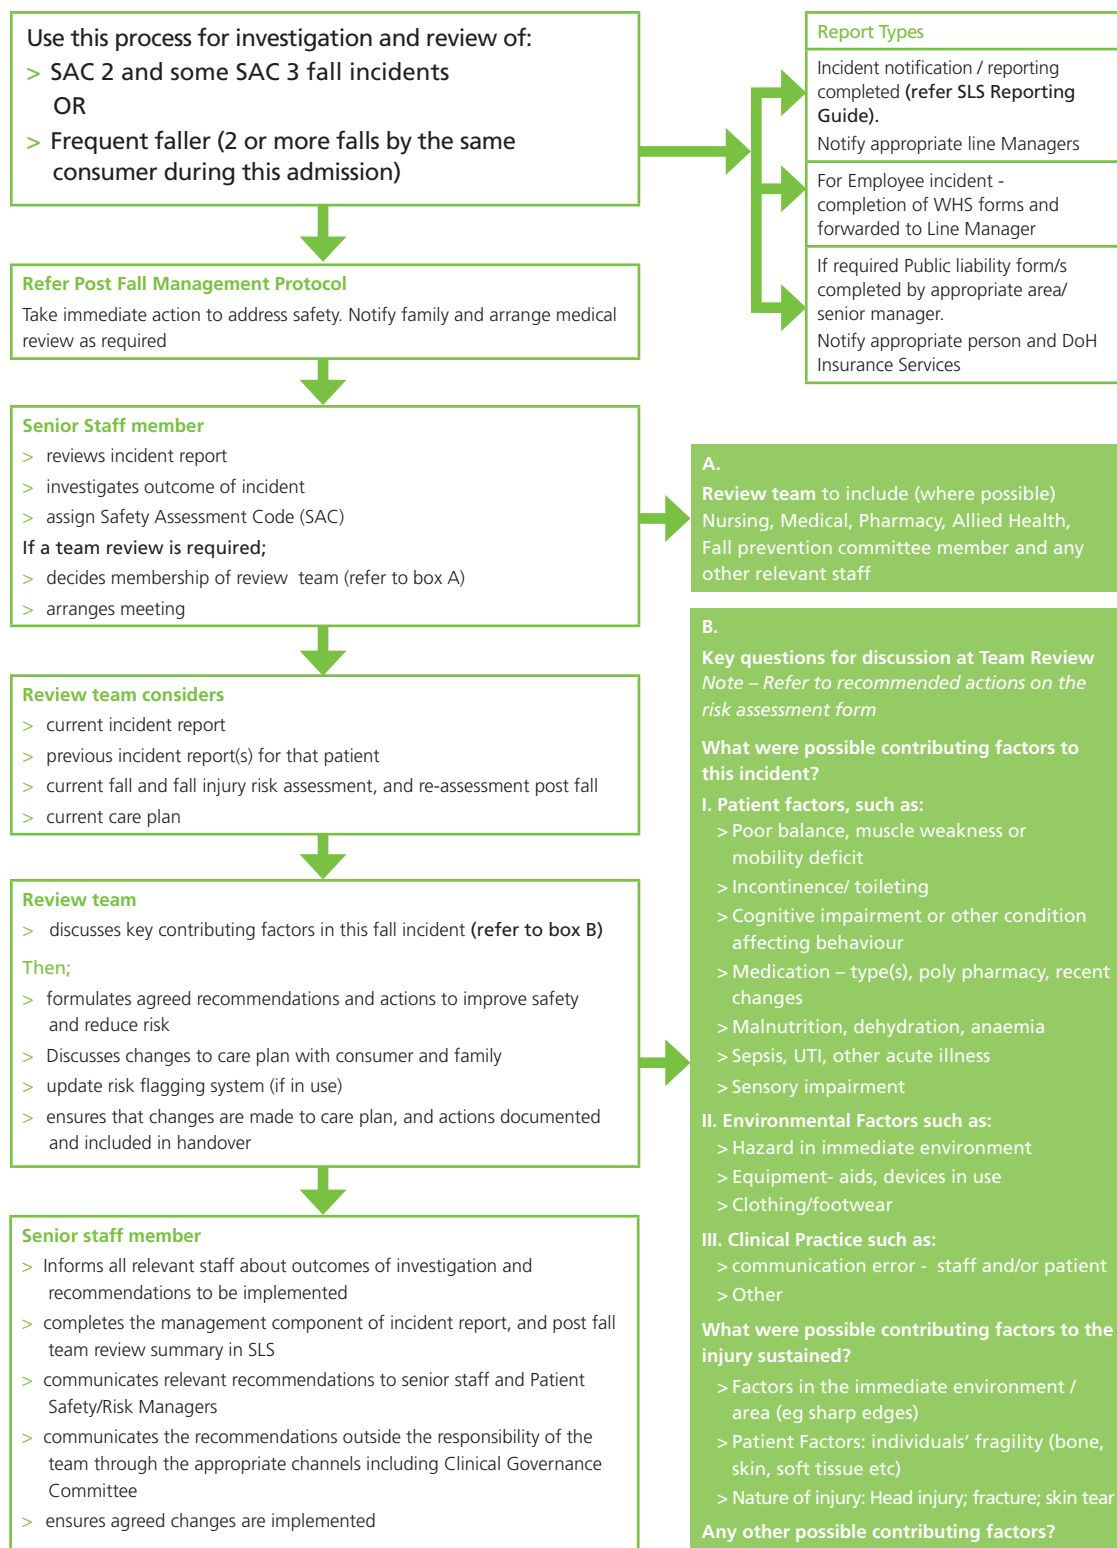 Use this process for investigation and review of:
> SAC 2 and some SAC 3 fall incidents
OR
> Frequent faller (2 or more falls by the same
consumer during this admission)
Report Types
Incident notification / reporting
completed (refer SLS Reporting
Guide).
Notify appropriate line Managers
For Employee incident -
completion of WHS forms and
forwarded to Line Manager
If required Public liability form/s
completed by appropriate area/
senior manager.
Notify appropriate person and DoH
Insurance Services
Refer Post Fall Management Protocol
Take immediate action to address safety. Notify family and arrange medical
review as required
Senior Staff member
> reviews incident report
> investigates outcome of incident
> assign Safety Assessment Code (SAC)
If a team review is required;
> decides membership of review team (refer to box A)
> arranges meeting
A.
Review team to include (where possible)
Nursing, Medical, Pharmacy, Allied Health,
Fall prevention committee member and any
other relevant staff
Review team considers
> current incident report
> previous incident report(s) for that patient
> current fall and fall injury risk assessment, and re-assessment post fall
> current care plan
Review team
> discusses key contributing factors in this fall incident (refer to box B)
Then;
> formulates agreed recommendations and actions to improve safety
and reduce risk
> Discusses changes to care plan with consumer and family
> update risk flagging system (if in use)
> ensures that changes are made to care plan, and actions documented
and included in handover
Senior staff member
> Informs all relevant staff about outcomes of investigation and
recommendations to be implemented
> completes the management component of incident report, and post fall
team review summary in SLS
> communicates relevant recommendations to senior staff and Patient
Safety/Risk Managers
> communicates the recommendations outside the responsibility of the
team through the appropriate channels including Clinical Governance
Committee
> ensures agreed changes are implemented
B.
Key questions for discussion at Team Review
Note – Refer to recommended actions on the
risk assessment form
What were possible contributing factors to
this incident?
I. Patient factors, such as:
> Poor balance, muscle weakness or
mobility deficit
> Incontinence/ toileting
> Cognitive impairment or other condition
affecting behaviour
> Medication – type(s), poly pharmacy, recent
changes
> Malnutrition, dehydration, anaemia
> Sepsis, UTI, other acute illness
> Sensory impairment
II. Environmental Factors such as:
> Hazard in immediate environment
> Equipment- aids, devices in use
> Clothing/footwear
III. Clinical Practice such as:
> communication error - staff and/or patient
> Other
What were possible contributing factors to the
injury sustained?
> Factors in the immediate environment /
area (eg sharp edges)
> Patient Factors: individuals' fragility (bone,
skin, soft tissue etc)
> Nature of injury: Head injury; fracture; skin tear
Any other possible contributing factors?